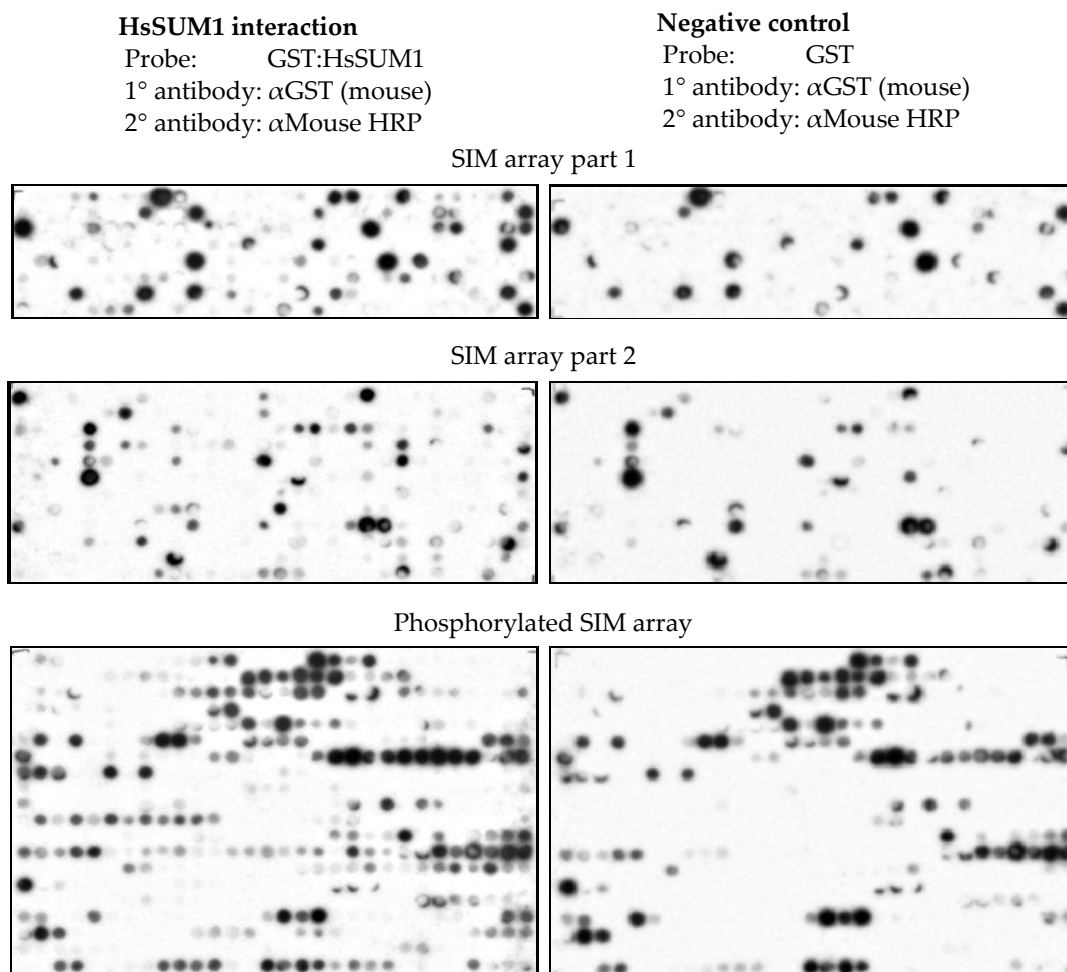 HsSUM1 interaction
Probe: GST:HsSUM1
1° antibody: αGST (mouse)
2° antibody: αMouse HRP
Negative control
Probe: GST
1° antibody: αGST (mouse)
2° antibody: αMouse HRP
SIM array part 1
SIM array part 2
Phosphorylated SIM array